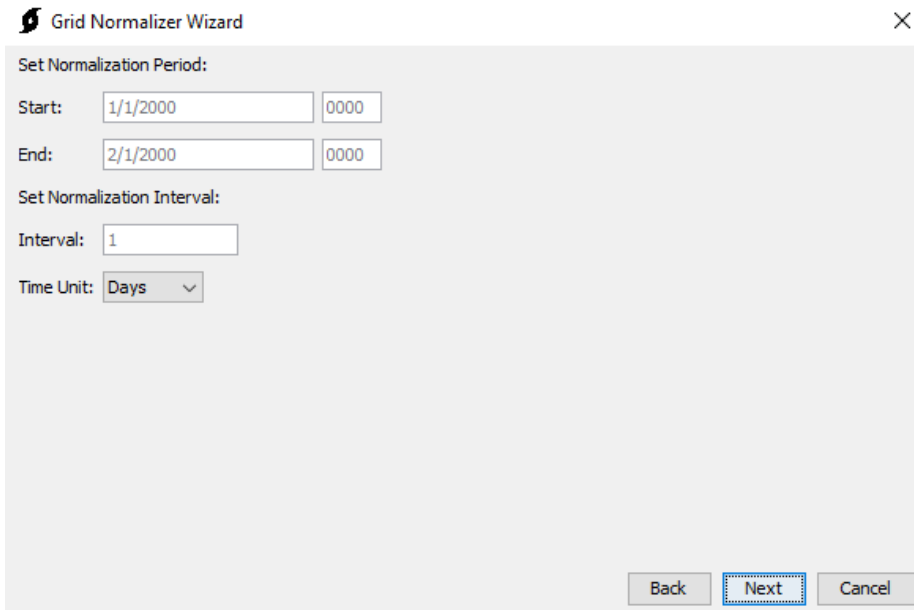 Grid Normalizer Wizard
Set Normalization Period:
Start: 1/1/2000 0000
End: 2/1/2000 0000
Set Normalization Interval:
Interval: 1
Time Unit: Days
Back Next Cancel